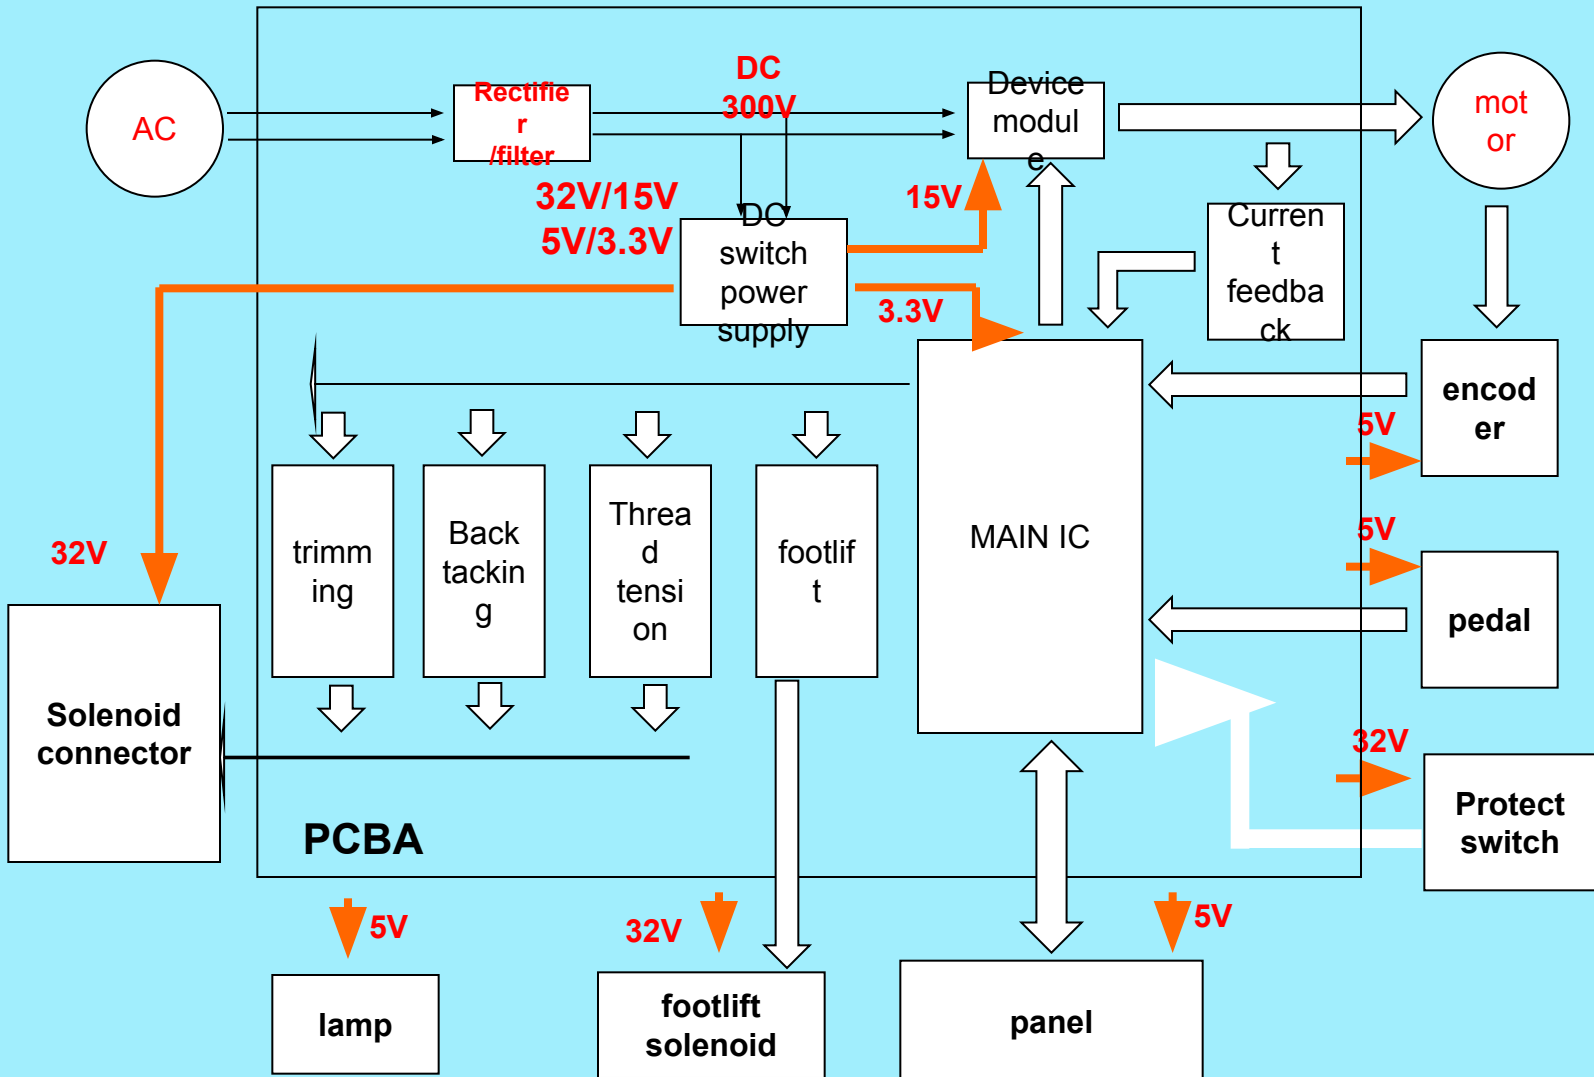 AC
Rectifie
r
/filter
DC
300V
Device
modul
e
mot
or
32V/15V
5V/3.3V
DC
switch
power
supply
15V
3.3V
Curren
t
feedba
ck
encod
er
5V
5V
pedal
32V
Protect
switch
MAIN IC
trimm
ing
Back
tackin
g
Threa
d
tensi
on
footlif
t
32V
Solenoid
connector
PCBA
5V
lamp
32V
footlift
solenoid
5V
panel